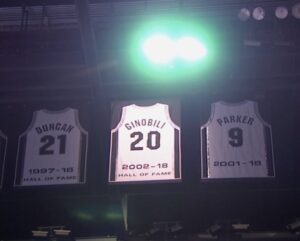 DUNCAN
21
1997-16
HALL OF FAME
GINOBILI
20
2002-18
HALL OF FAME
PARKER
9
2001-18